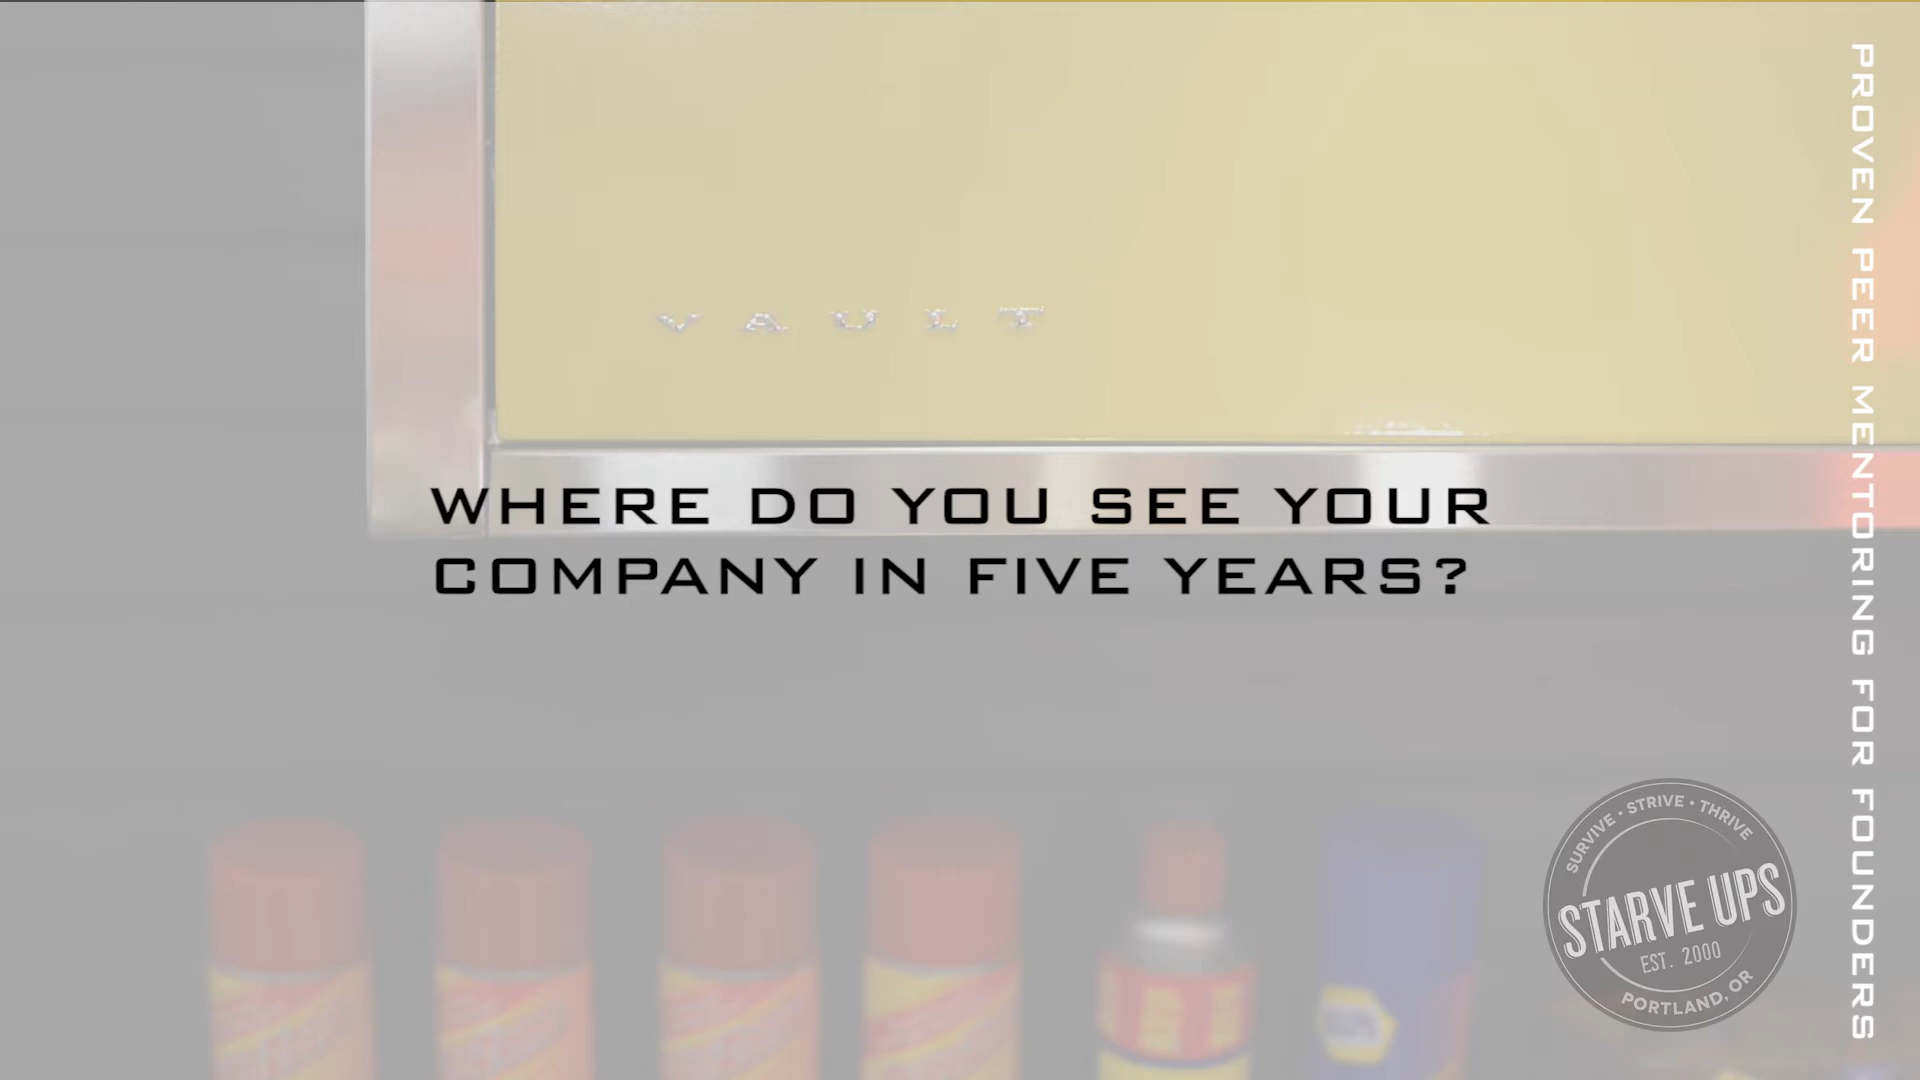 VAULT
WHERE DO YOU SEE YOUR
COMPANY IN FIVE YEARS?
PROVEN PEER MENTORING FOR FOUNDERS
SURVIVE • STRIVE • THRIVE
STARVE UPS
EST. 2000
PORTLAND, OR